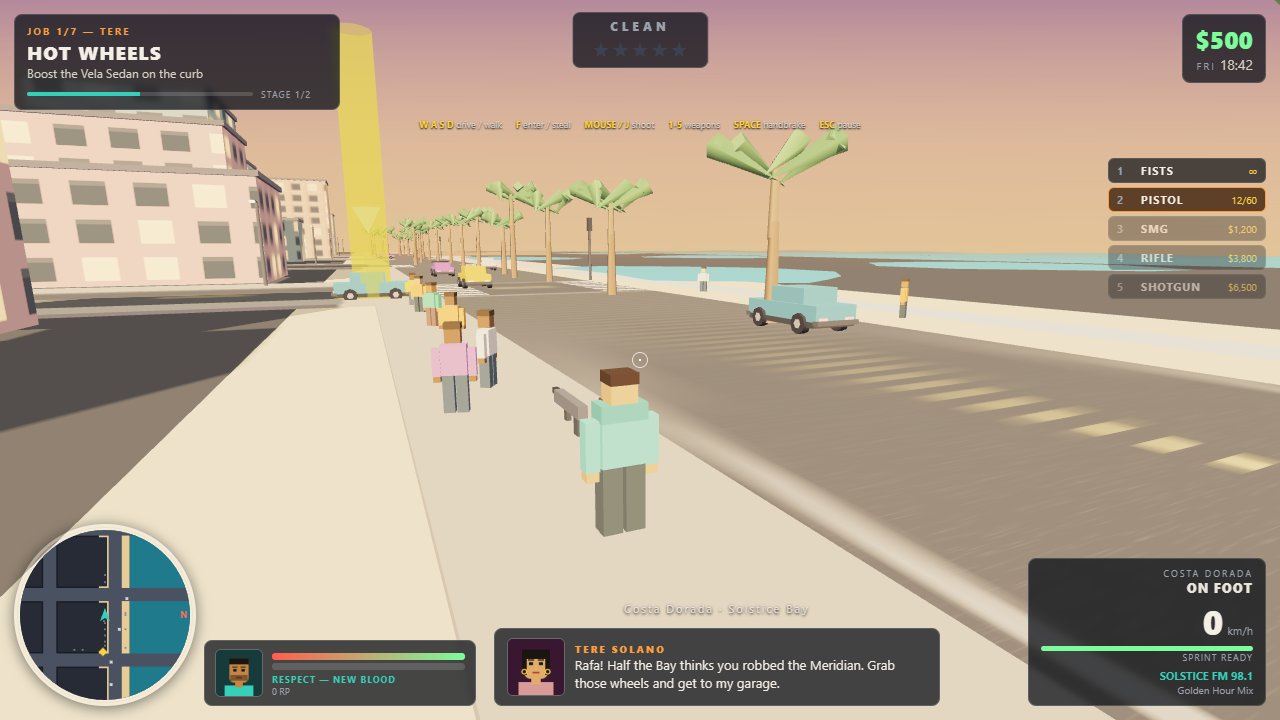 JOB 1/7 — TERE
HOT WHEELS
Boost the Vela Sedan on the curb
STAGE 1/2
CLEAN
$500
FRI 18:42
W A S D drive / walk F enter / steal MOUSE / J shoot 1-5 weapons SPACE handbrake ESC pause
1 FISTS ∞
2 PISTOL 12/60
3 SMG $1,200
4 RIFLE $3,800
5 SHOTGUN $6,500
N
Costa Dorada · Solstice Bay
RESPECT — NEW BLOOD
0 RP
TERE SOLANO
Rafa! Half the Bay thinks you robbed the Meridian. Grab
those wheels and get to my garage.
COSTA DORADA
ON FOOT
0 km/h
SPRINT READY
SOLSTICE FM 98.1
Golden Hour Mix